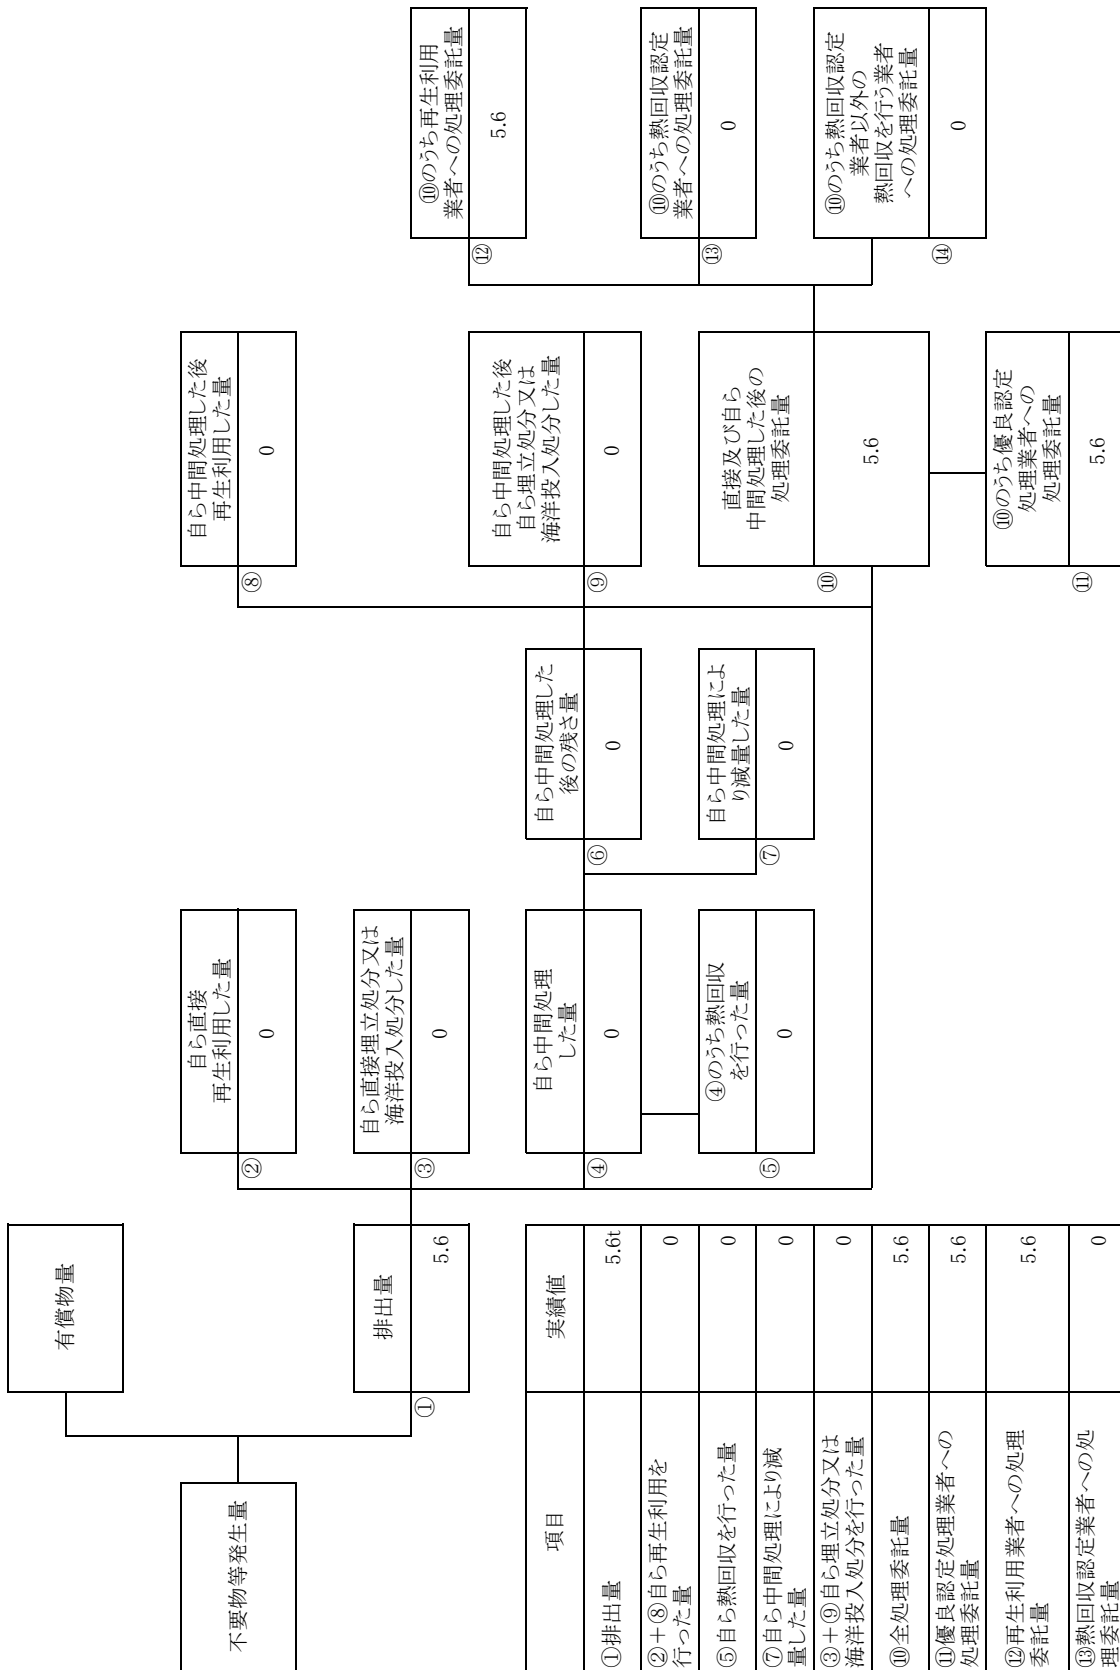 有償物量
不要物等発生量
排出量
①
5.6
自ら直接
再生利用した量
②
0
自ら直接埋立処分又は
海洋投入処分した量
③
0
自ら中間処理
した量
④
0
④のうち熱回収
を行った量
⑤
0
自ら中間処理した
後の残さ量
⑥
0
自ら中間処理によ
り減量した量
⑦
0
自ら中間処理した後
再生利用した量
⑧
0
自ら中間処理した後
自ら埋立処分又は
海洋投入処分した量
⑨
0
直接及び自ら
中間処理した後の
処理委託量
⑩
5.6
⑩のうち優良認定
処理業者への
処理委託量
⑪
5.6
⑩のうち再生利用
業者への処理委託量
⑫
5.6
⑩のうち熱回収認定
業者への処理委託量
⑬
0
⑩のうち熱回収認定
業者以外の
熱回収を行う業者
への処理委託量
⑭
0
項目 実績値
①排出量 5.6t
②+⑧自ら再生利用を
行った量 0
⑤自ら熱回収を行った量 0
⑦自ら中間処理により減
量した量 0
③+⑨自ら埋立処分又は
海洋投入処分を行った量 0
⑩全処理委託量 5.6
⑪優良認定処理業者への
処理委託量 5.6
⑫再生利用業者への処理
委託量 5.6
⑬熱回収認定業者への処
理委託量 0